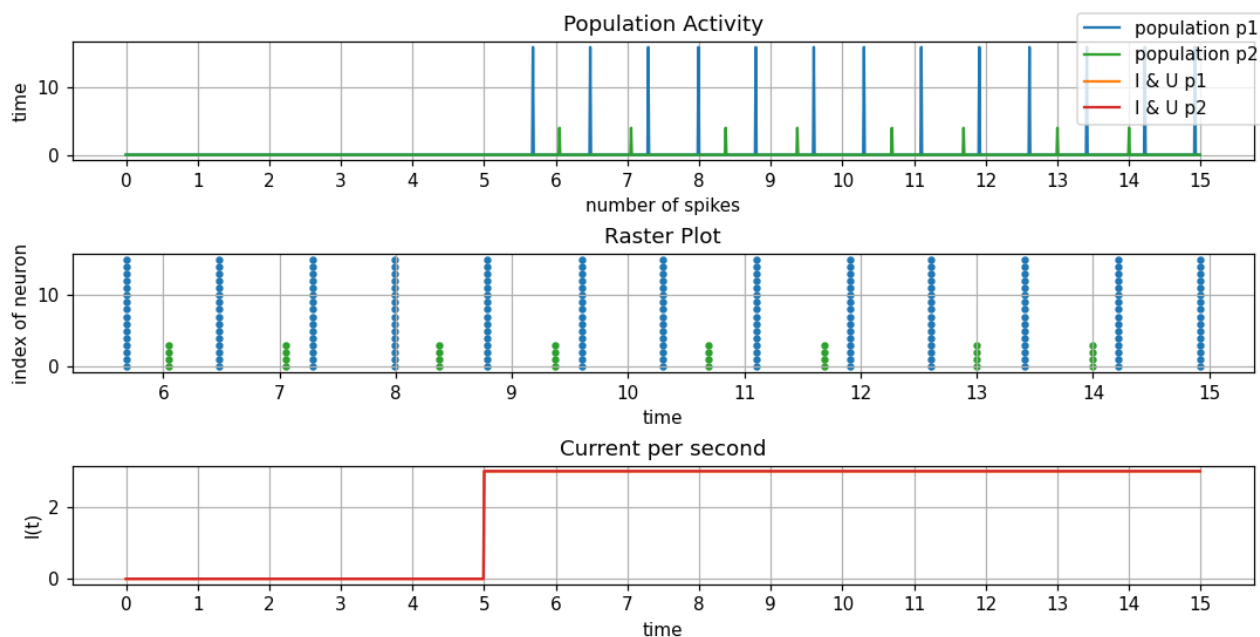 Population Activity
population p1
population p2
I & U p1
I & U p2
time
10
0
0 1 2 3 4 5 6 7 8 9 10 11 12 13 14 15
number of spikes
Raster Plot
index of neuron
10
0
6 7 8 9 10 11 12 13 14 15
time
Current per second
I(t)
2
0
0 1 2 3 4 5 6 7 8 9 10 11 12 13 14 15
time